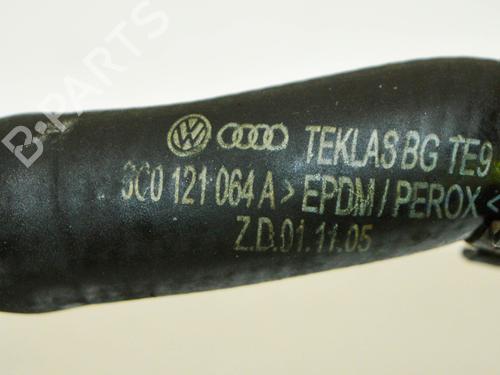 B-PARTS
TEKLAS BG TE9
3C0 121 064 A > EPDM / PEROX <
Z.D.01.11.05